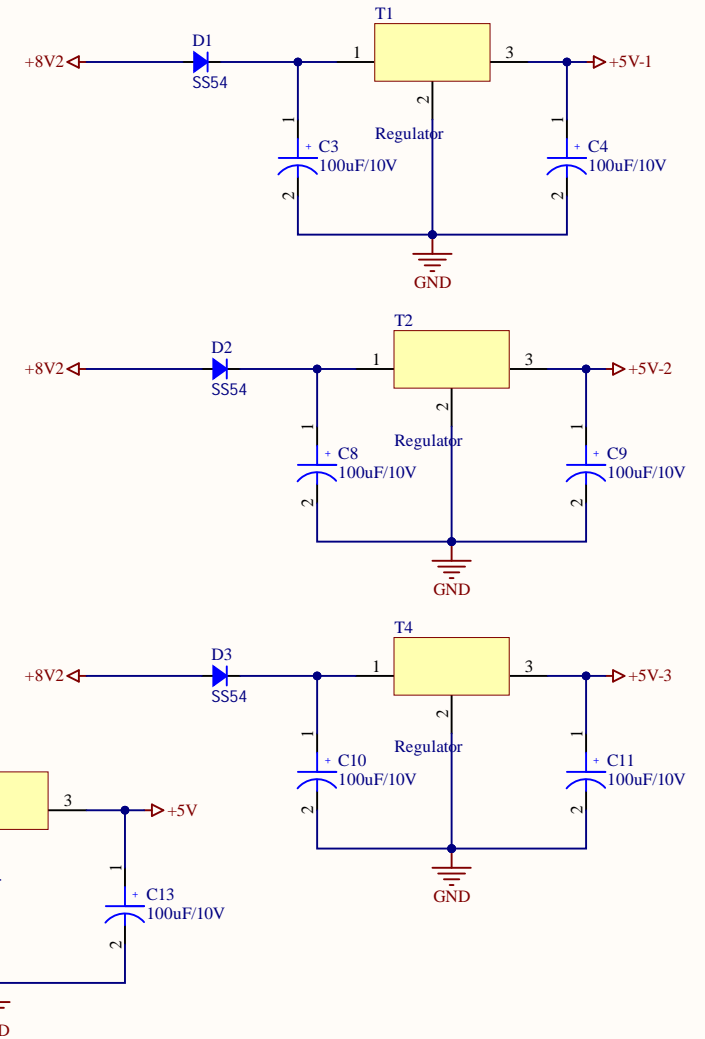 T1
D1
+8V2
1
3
+5V-1
SS54
2
Regulator
1
+ C3
100uF/10V
2
1
+ C4
100uF/10V
2
GND
T2
D2
+8V2
1
3
+5V-2
SS54
2
Regulator
1
+ C8
100uF/10V
2
1
+ C9
100uF/10V
2
GND
T4
D3
+8V2
1
3
+5V-3
SS54
2
Regulator
1
+ C10
100uF/10V
2
1
+ C11
100uF/10V
2
GND
3
+5V
1
+ C13
100uF/10V
2
D